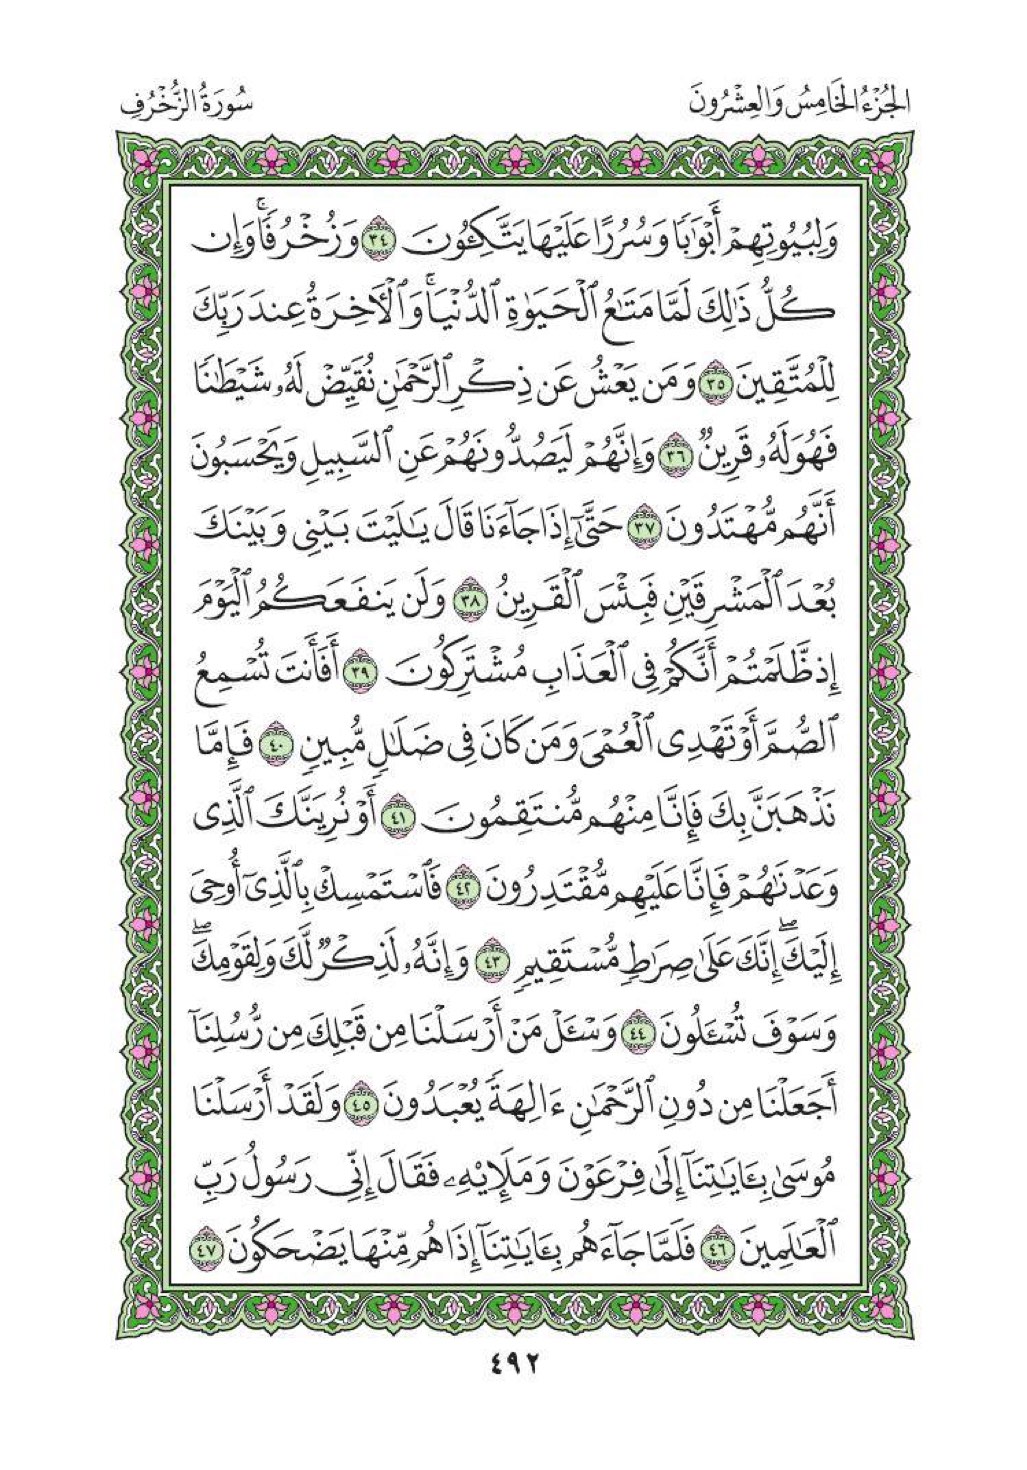 الجُزْءُ الخَامِسُ وَالعِشْرُونَ
سُورَةُ الزُّخْرُفِ
وَلِبُيُوتِهِمْ أَبْوَٰبًا وَسُرُرًا عَلَيْهَا يَتَّكِـُٔونَ ٣٤ وَزُخْرُفًاۚ وَإِن
كُلُّ ذَٰلِكَ لَمَّا مَتَٰعُ ٱلْحَيَوٰةِ ٱلدُّنْيَاۚ وَٱلْـَٔاخِرَةُ عِندَ رَبِّكَ
لِلْمُتَّقِينَ ٣٥ وَمَن يَعْشُ عَن ذِكْرِ ٱلرَّحْمَٰنِ نُقَيِّضْ لَهُۥ شَيْطَٰنًا
فَهُوَ لَهُۥ قَرِينٌ ٣٦ وَإِنَّهُمْ لَيَصُدُّونَهُمْ عَنِ ٱلسَّبِيلِ وَيَحْسَبُونَ
أَنَّهُم مُّهْتَدُونَ ٣٧ حَتَّىٰٓ إِذَا جَآءَنَا قَالَ يَٰلَيْتَ بَيْنِى وَبَيْنَكَ
بُعْدَ ٱلْمَشْرِقَيْنِ فَبِئْسَ ٱلْقَرِينُ ٣٨ وَلَن يَنفَعَكُمُ ٱلْيَوْمَ
إِذ ظَّلَمْتُمْ أَنَّكُمْ فِى ٱلْعَذَابِ مُشْتَرِكُونَ ٣٩ أَفَأَنتَ تُسْمِعُ
ٱلصُّمَّ أَوْ تَهْدِى ٱلْعُمْىَ وَمَن كَانَ فِى ضَلَٰلٍ مُّبِينٍ ٤٠ فَإِمَّا
نَذْهَبَنَّ بِكَ فَإِنَّا مِنْهُم مُّنتَقِمُونَ ٤١ أَوْ نُرِيَنَّكَ ٱلَّذِى
وَعَدْنَٰهُمْ فَإِنَّا عَلَيْهِم مُّقْتَدِرُونَ ٤٢ فَٱسْتَمْسِكْ بِٱلَّذِىٓ أُوحِىَ
إِلَيْكَۖ إِنَّكَ عَلَىٰ صِرَٰطٍ مُّسْتَقِيمٍ ٤٣ وَإِنَّهُۥ لَذِكْرٌ لَّكَ وَلِقَوْمِكَۖ
وَسَوْفَ تُسْـَٔلُونَ ٤٤ وَسْـَٔلْ مَنْ أَرْسَلْنَا مِن قَبْلِكَ مِن رُّسُلِنَآ
أَجَعَلْنَا مِن دُونِ ٱلرَّحْمَٰنِ ءَالِهَةً يُعْبَدُونَ ٤٥ وَلَقَدْ أَرْسَلْنَا
مُوسَىٰ بِـَٔايَٰتِنَآ إِلَىٰ فِرْعَوْنَ وَمَلَإِيْهِۦ فَقَالَ إِنِّى رَسُولُ رَبِّ
ٱلْعَٰلَمِينَ ٤٦ فَلَمَّا جَآءَهُم بِـَٔايَٰتِنَآ إِذَا هُم مِّنْهَا يَضْحَكُونَ ٤٧
٤٩٢